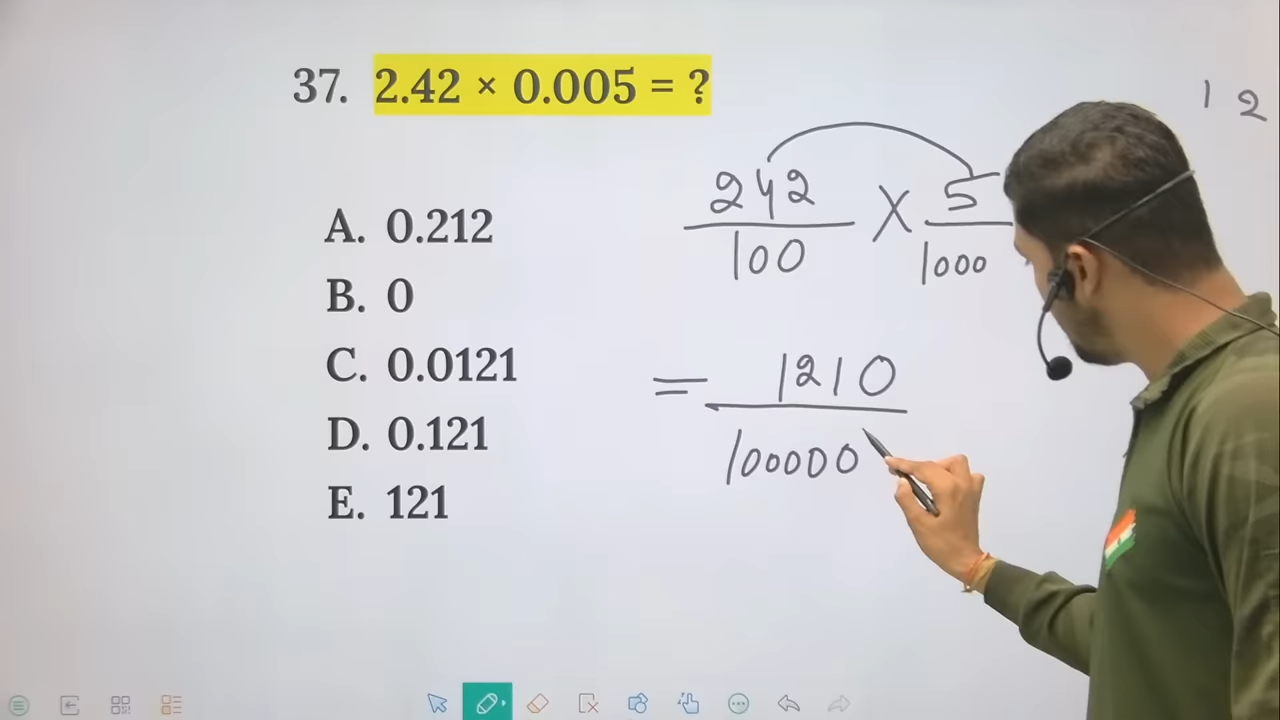 37. 2.42 × 0.005 = ?
1 2
242 X 5
100 1000
A. 0.212
B. 0
C. 0.0121
D. 0.121
E. 121
= 1210
100000